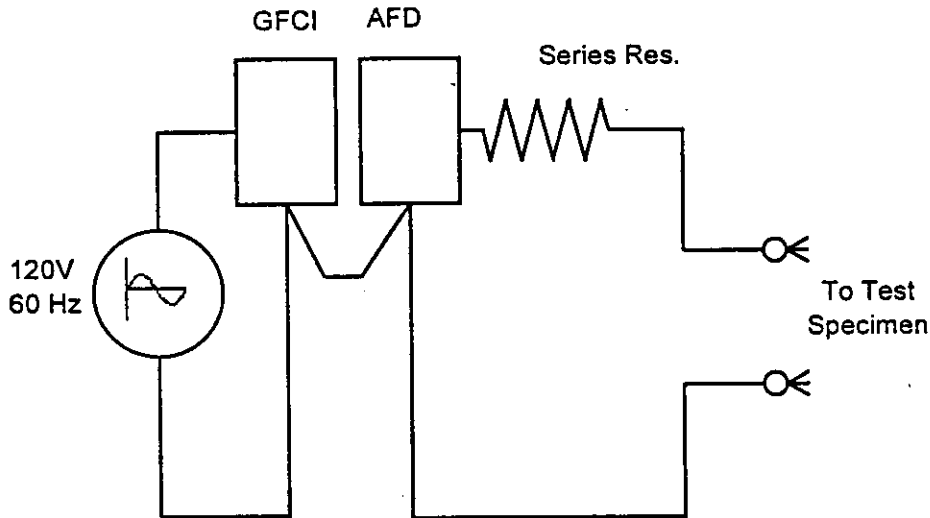 GFCI
AFD
Series Res.
120V
60 Hz
To Test
Specimen